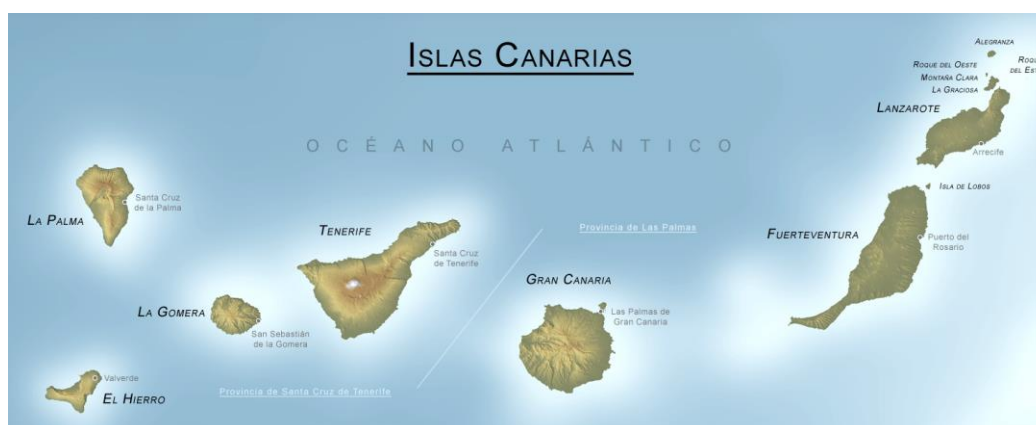 Islas Canarias
OCÉANO ATLÁNTICO
Alegranza
Roque del Oeste
Roque
del
Montaña Clara
La Graciosa
Lanzarote
Arrecife
Isla de Lobos
La Palma
Santa Cruz
de la Palma
Tenerife
Santa Cruz
de Tenerife
Provincia de Las Palmas
Fuerteventura
Puerto del
Rosario
Gran Canaria
Las Palmas de
Gran Canaria
La Gomera
San Sebastián
de la Gomera
Valverde
El Hierro
Provincia de Santa Cruz de Tenerife